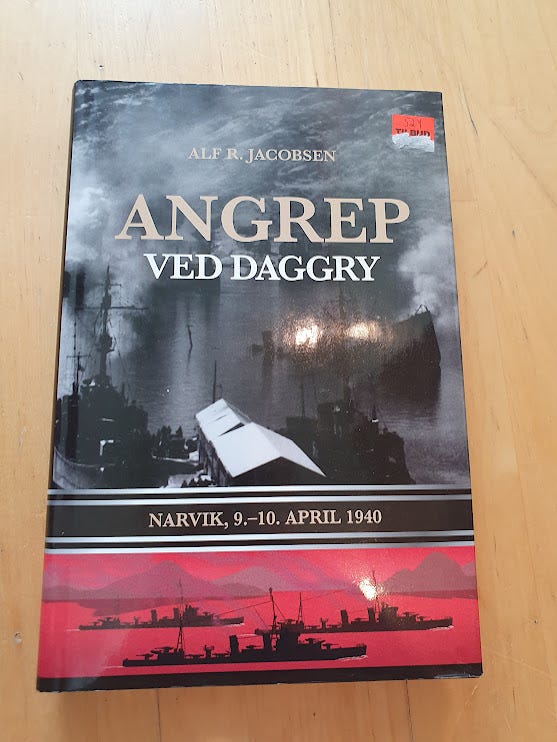 ALF R. JACOBSEN
ANGREP
VED DAGGRY
NARVIK, 9.–10. APRIL 1940